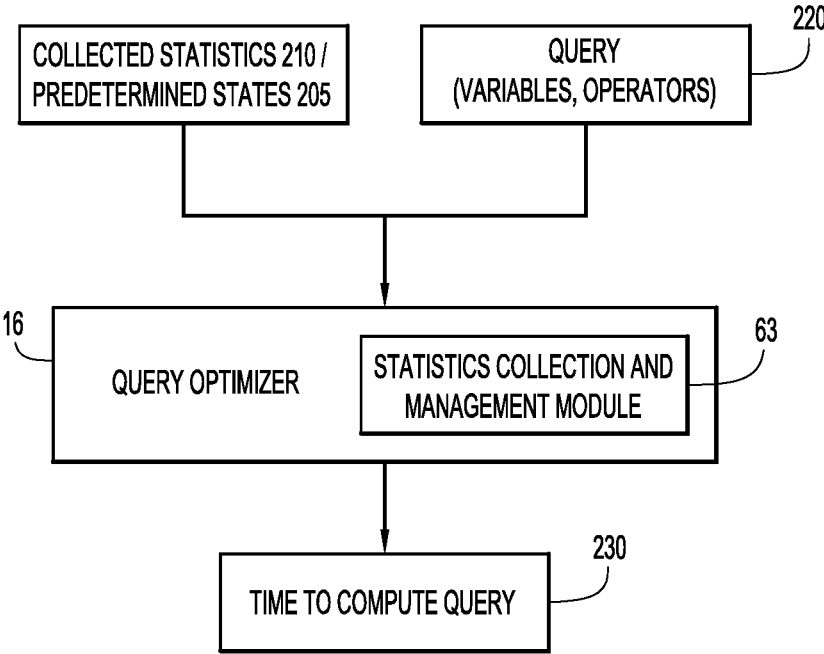 COLLECTED STATISTICS 210 /
PREDETERMINED STATES 205
QUERY
(VARIABLES, OPERATORS)
220
16
QUERY OPTIMIZER
STATISTICS COLLECTION AND
MANAGEMENT MODULE
63
TIME TO COMPUTE QUERY
230